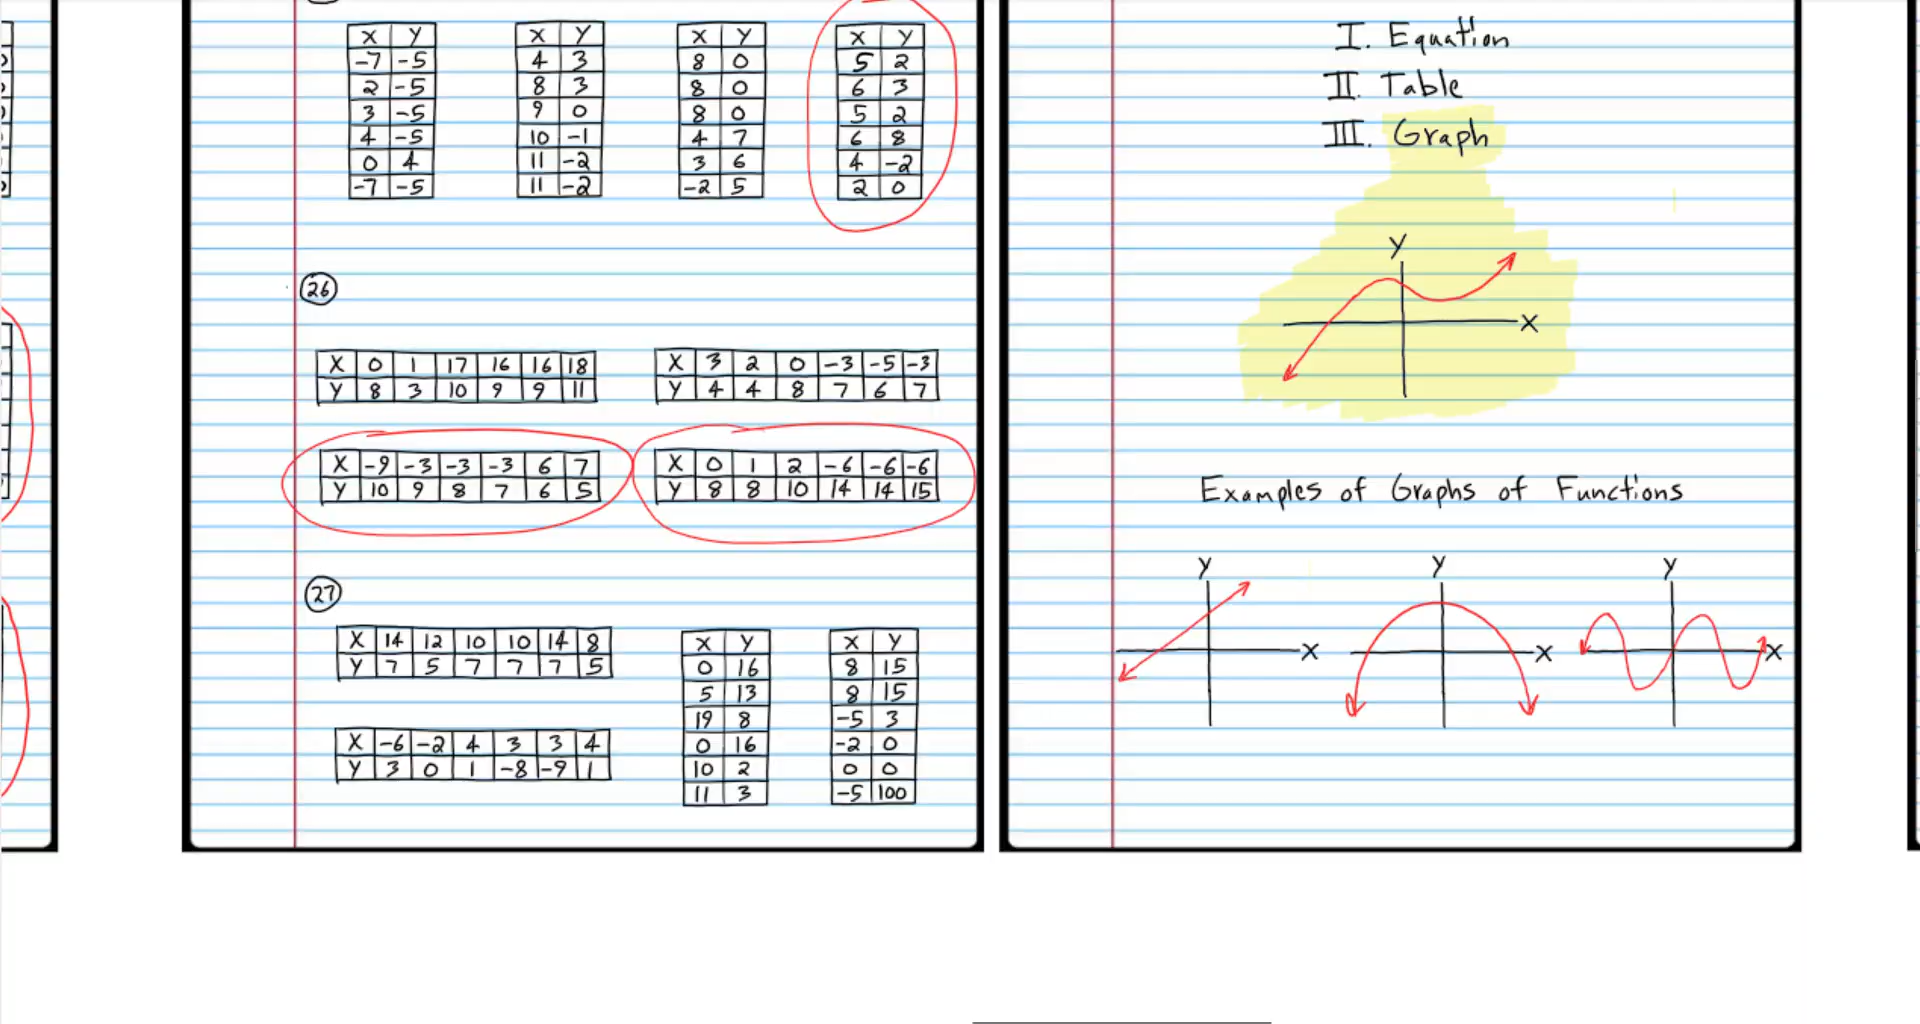 X Y
-7 -5
2 -5
3 -5
4 -5
0 4
-7 -5
X Y
4 3
8 3
9 0
10 -1
11 -2
11 -2
X Y
8 0
8 0
8 0
4 7
3 6
-2 5
X Y
5 2
6 3
5 2
6 8
4 -2
2 0
26
X 0 1 17 16 16 18
Y 8 3 10 9 9 11
X 3 2 0 -3 -5 -3
Y 4 4 8 7 6 7
X -9 -3 -3 -3 6 7
Y 10 9 8 7 6 5
X 0 1 2 -6 -6 -6
Y 8 8 10 14 14 15
27
X 14 12 10 10 14 8
Y 7 5 7 7 7 5
X -6 -2 4 3 3 4
Y 3 0 1 -8 -9 1
X Y
0 16
5 13
19 8
0 16
10 2
11 3
X Y
8 15
8 15
-5 3
-2 0
0 0
-5 100
I. Equation
II. Table
III. Graph
Y
X
Examples of Graphs of Functions
Y
X
Y
X
Y
X